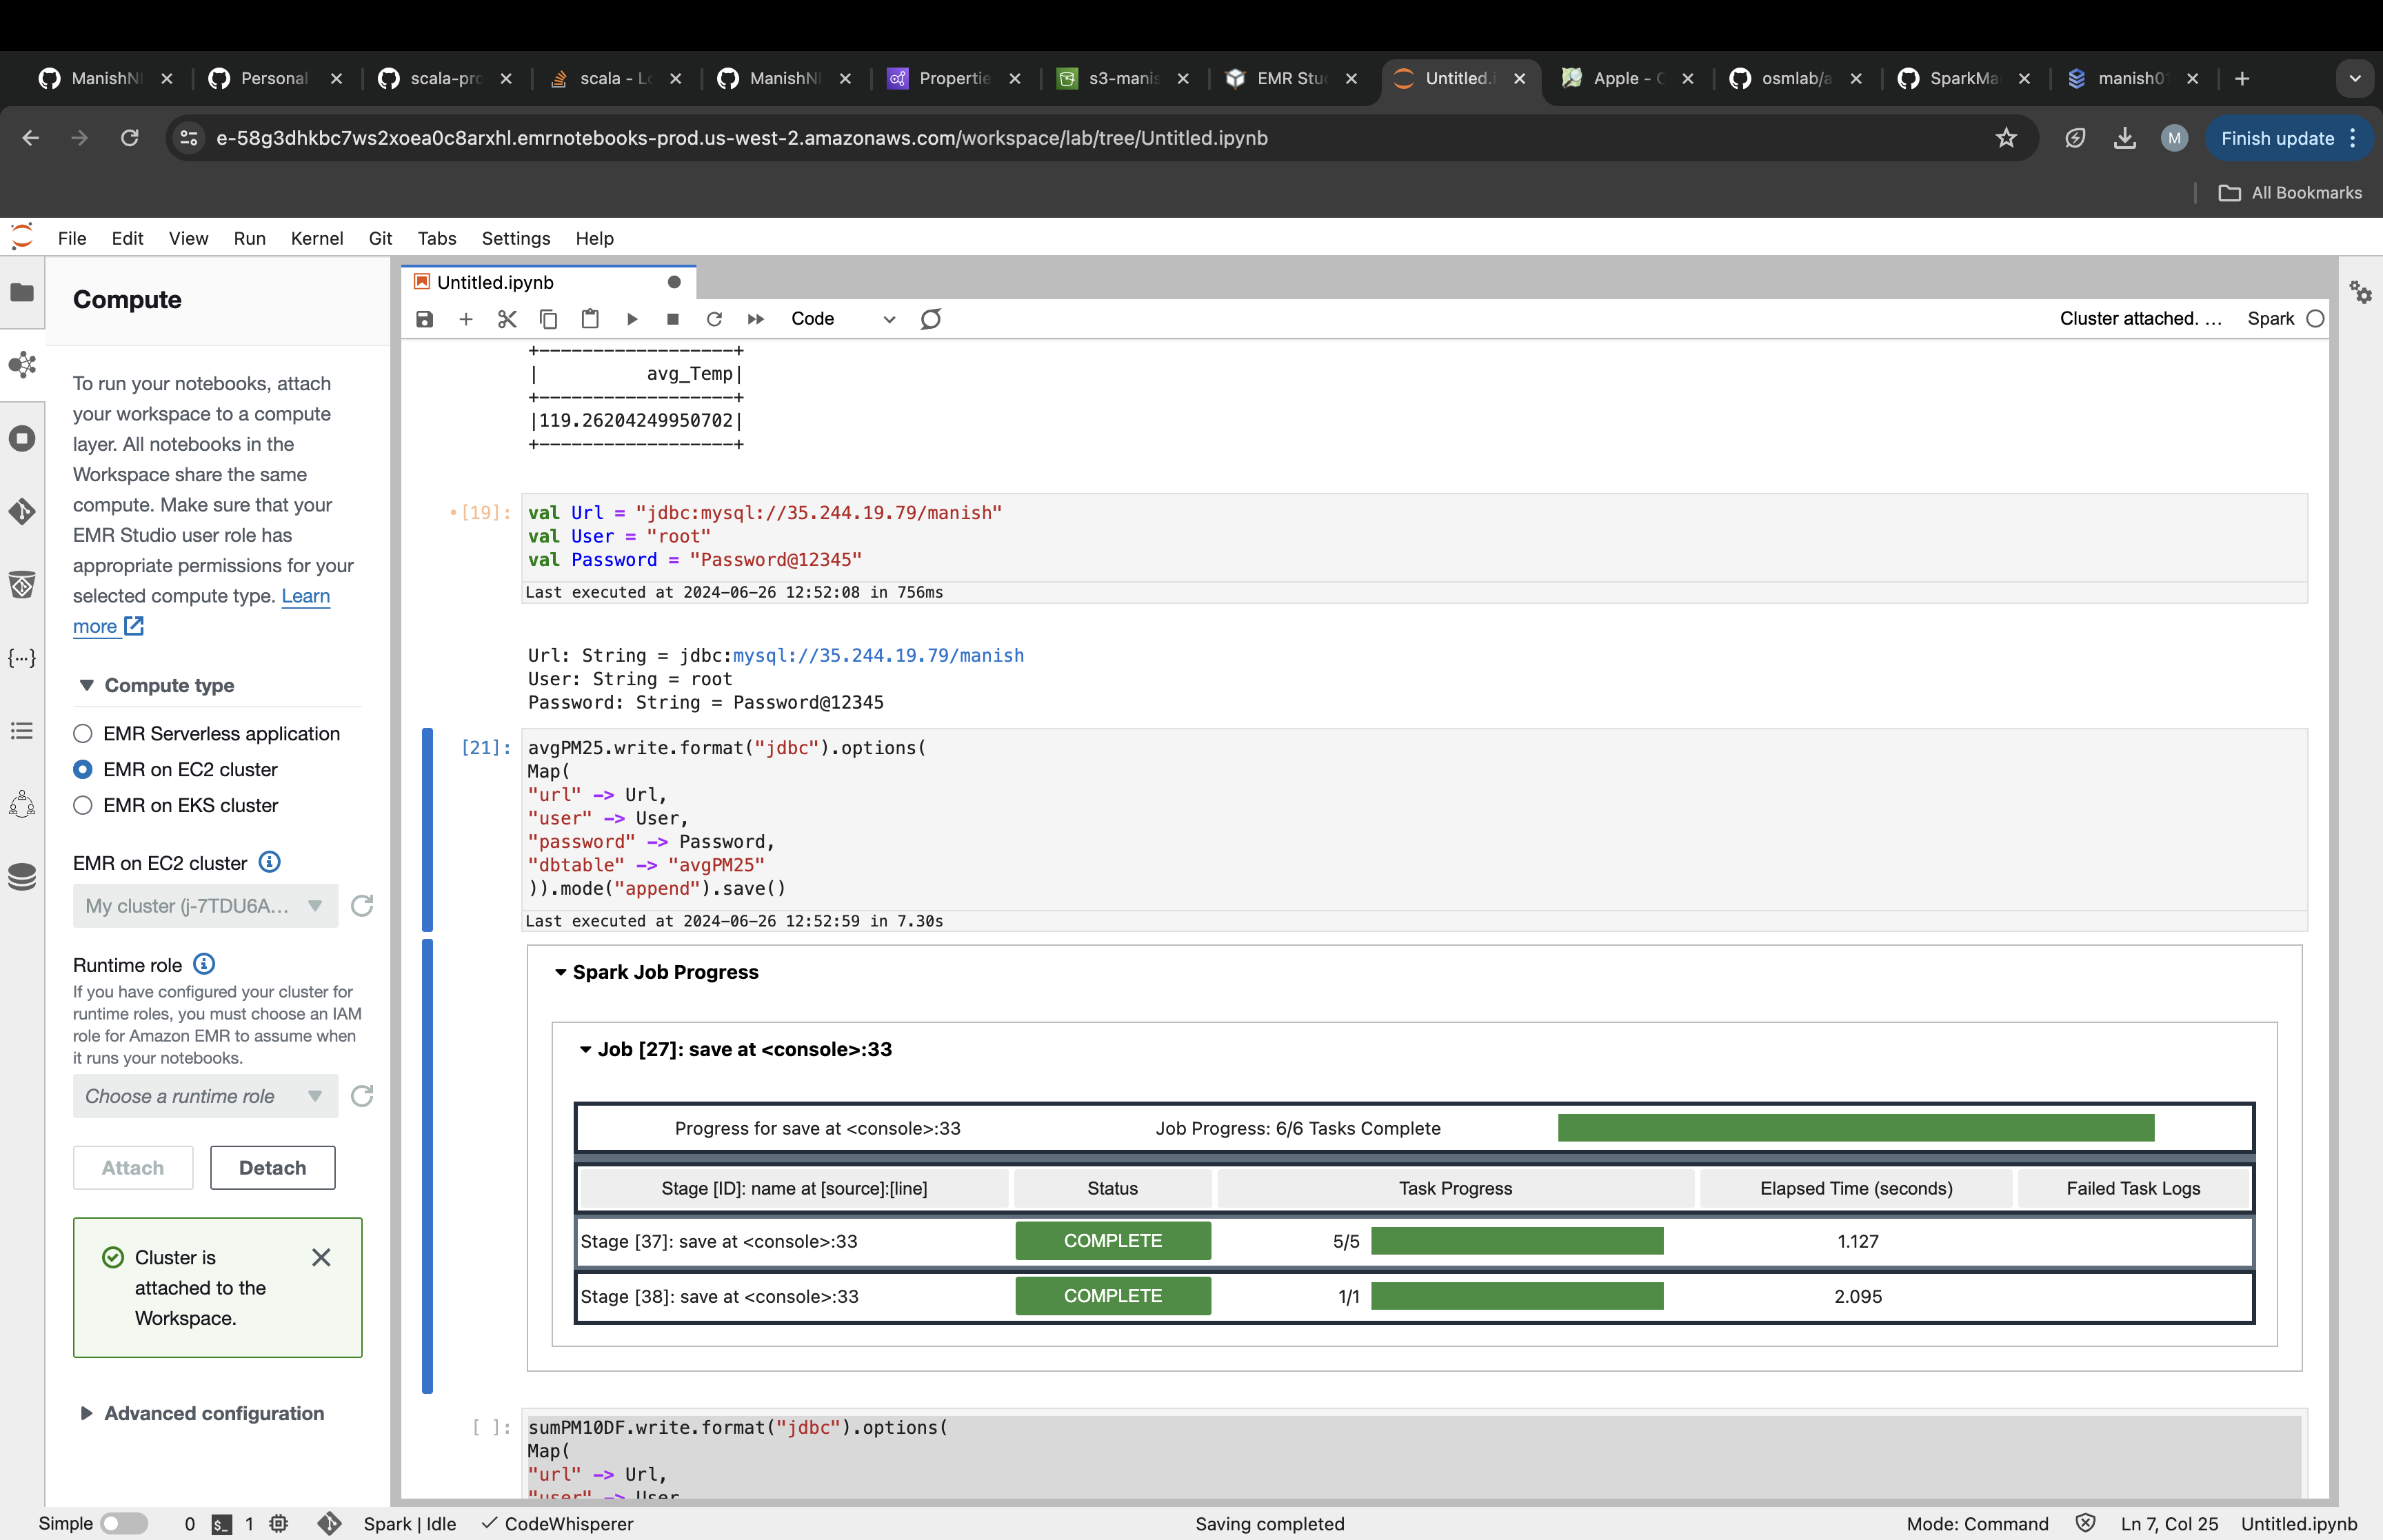 ManishN
Personal
scala-pro
scala - Lo
ManishN
Propertie
s3-manis
EMR Stu
Untitled.i
Apple - C
osmlab/a
SparkMa
manish0
e-58g3dhkbc7ws2xoea0c8arxhl.emrnotebooks-prod.us-west-2.amazonaws.com/workspace/lab/tree/Untitled.ipynb
M
Finish update
All Bookmarks
File Edit View Run Kernel Git Tabs Settings Help
Compute
To run your notebooks, attach
your workspace to a compute
layer. All notebooks in the
Workspace share the same
compute. Make sure that your
EMR Studio user role has
appropriate permissions for your
selected compute type. Learn
more
Compute type
EMR Serverless application
EMR on EC2 cluster
EMR on EKS cluster
EMR on EC2 cluster
My cluster (j-7TDU6A...
Runtime role
If you have configured your cluster for
runtime roles, you must choose an IAM
role for Amazon EMR to assume when
it runs your notebooks.
Choose a runtime role
Attach Detach
Cluster is
attached to the
Workspace.
Advanced configuration
Untitled.ipynb
Code
Cluster attached. ... Spark
+------------------+
|          avg_Temp|
+------------------+
|119.26204249950702|
+------------------+
[19]: val Url = "jdbc:mysql://35.244.19.79/manish"
val User = "root"
val Password = "Password@12345"
Last executed at 2024-06-26 12:52:08 in 756ms
Url: String = jdbc:mysql://35.244.19.79/manish
User: String = root
Password: String = Password@12345
[21]: avgPM25.write.format("jdbc").options(
Map(
"url" -> Url,
"user" -> User,
"password" -> Password,
"dbtable" -> "avgPM25"
)).mode("append").save()
Last executed at 2024-06-26 12:52:59 in 7.30s
Spark Job Progress
Job [27]: save at <console>:33
Progress for save at <console>:33 Job Progress: 6/6 Tasks Complete
Stage [ID]: name at [source]:[line] Status Task Progress Elapsed Time (seconds) Failed Task Logs
Stage [37]: save at <console>:33 COMPLETE 5/5 1.127
Stage [38]: save at <console>:33 COMPLETE 1/1 2.095
[ ]: sumPM10DF.write.format("jdbc").options(
Map(
"url" -> Url,
"user" -> User
Simple 0 $_ 1 Spark | Idle CodeWhisperer Saving completed Mode: Command Ln 7, Col 25 Untitled.ipynb